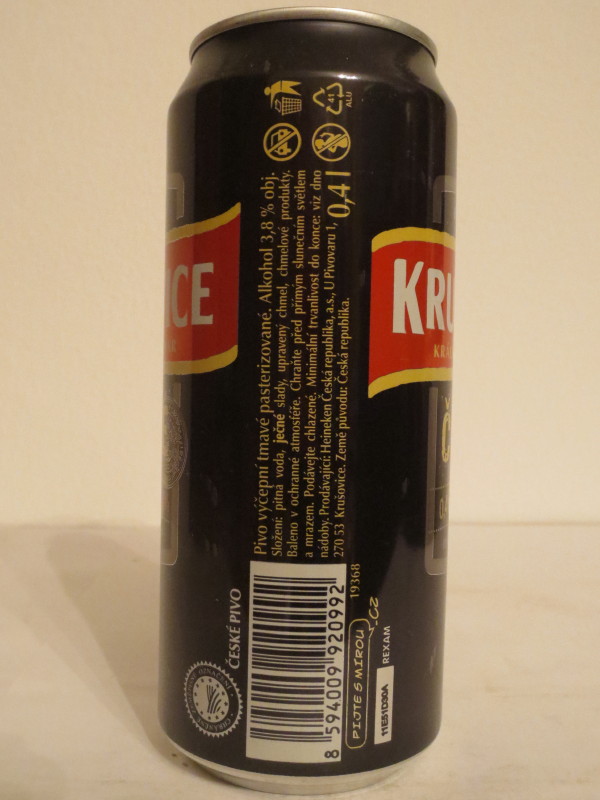 Pivo výčepní tmavé pasterizované. Alkohol 3,8 % obj.
Složení: pitná voda, ječné slady, upravený chmel, chmelové produkty.
Baleno v ochranné atmosféře. Chraňte před přímým slunečním světlem
a mrazem. Podávejte chlazené. Minimální trvanlivost do konce: viz dno
nádoby. Prodávající: Heineken Česká republika, a.s., U Pivovaru 1,
270 53 Krušovice. Země původu: Česká republika.
0,4 l
41
ALU
ICE
KRU
ČESKÉ PIVO
8 594009 920992
19368
PIJTE S MÍROU
.CZ
REXAM
11E51D30A